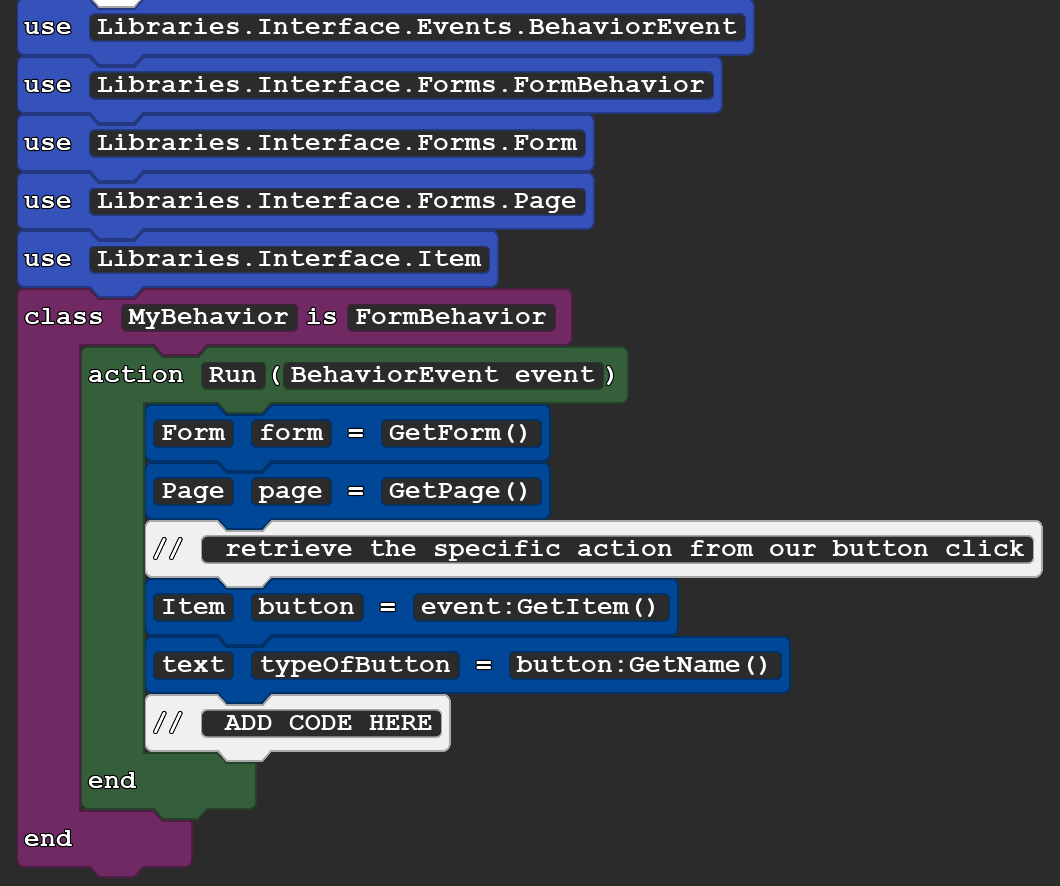 use Libraries.Interface.Events.BehaviorEvent
use Libraries.Interface.Forms.FormBehavior
use Libraries.Interface.Forms.Form
use Libraries.Interface.Forms.Page
use Libraries.Interface.Item
class MyBehavior is FormBehavior
action Run (BehaviorEvent event)
Form form = GetForm()
Page page = GetPage()
// retrieve the specific action from our button click
Item button = event:GetItem()
text typeOfButton = button:GetName()
// ADD CODE HERE
end
end